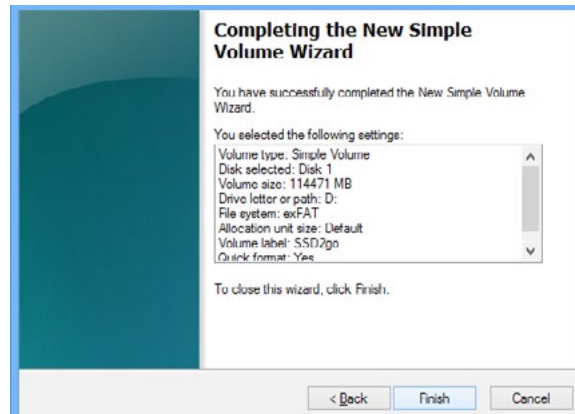 Completing the New Simple
Volume Wizard
You have successfully completed the New Simple Volume
Wizard.
You selected the following settings:
Volume type: Simple Volume
Disk selected: Disk 1
Volume size: 114471 MB
Drive letter or path: D:
File system: exFAT
Allocation unit size: Default
Volume label: SSD2go
Quick format: Yes
To close this wizard, click Finish.
< Back
Finish
Cancel